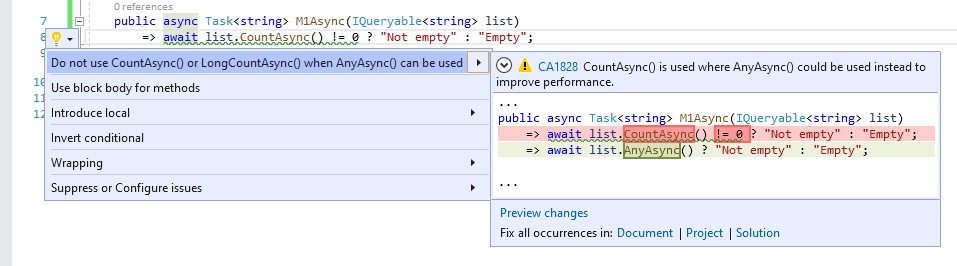 0 references
7 public async Task<string> M1Async(IQueryable<string> list)
8 => await list.CountAsync() != 0 ? "Not empty" : "Empty";
9
Do not use CountAsync() or LongCountAsync() when AnyAsync() can be used
Use block body for methods
Introduce local
Invert conditional
Wrapping
Suppress or Configure issues
10
11
12
CA1828 CountAsync() is used where AnyAsync() could be used instead to
improve performance.
...
public async Task<string> M1Async(IQueryable<string> list)
=> await list.CountAsync() != 0 ? "Not empty" : "Empty";
=> await list.AnyAsync() ? "Not empty" : "Empty";
...
Preview changes
Fix all occurrences in: Document | Project | Solution